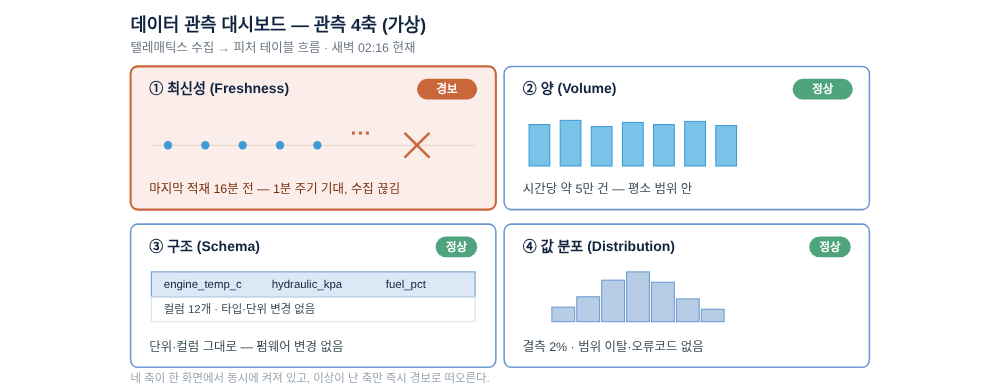 데이터 관측 대시보드 — 관측 4축 (가상)
텔레매틱스 수집 → 피처 테이블 흐름 · 새벽 02:16 현재
① 최신성 (Freshness)
경보
...
마지막 적재 16분 전 — 1분 주기 기대, 수집 끊김
② 양 (Volume)
정상
시간당 약 5만 건 — 평소 범위 안
③ 구조 (Schema)
정상
engine_temp_c hydraulic_kpa fuel_pct
컬럼 12개 · 타입·단위 변경 없음
단위·컬럼 그대로 — 펌웨어 변경 없음
④ 값 분포 (Distribution)
정상
결측 2% · 범위 이탈·오류코드 없음
네 축이 한 화면에서 동시에 켜져 있고, 이상이 난 축만 즉시 경보로 떠오른다.